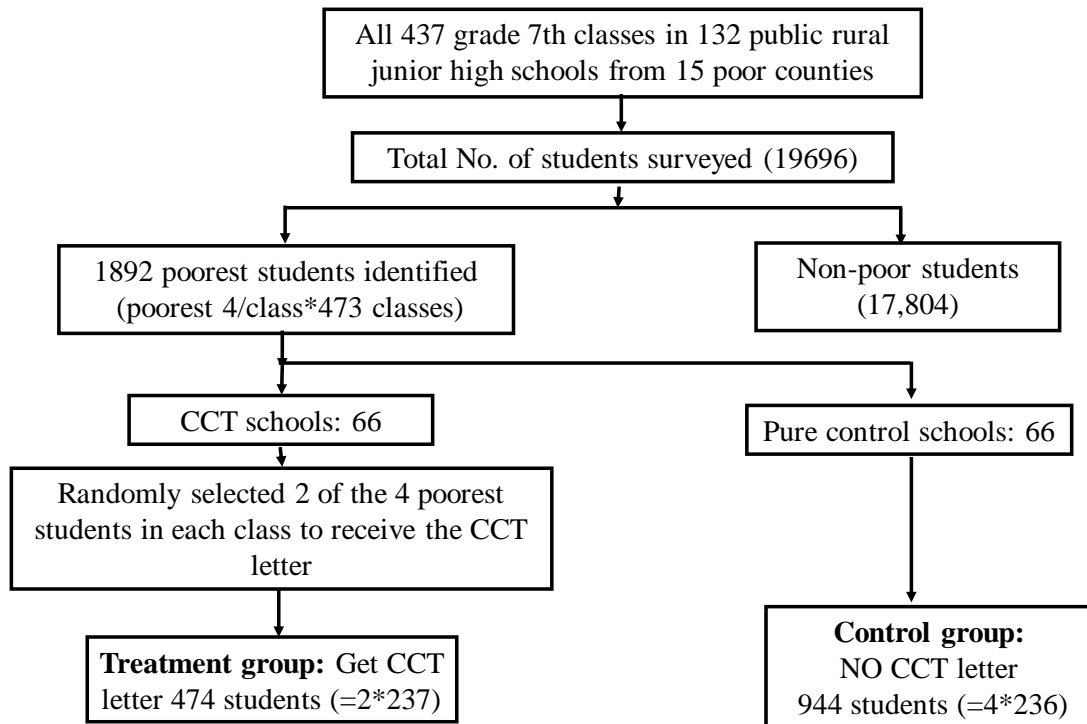 All 437 grade 7th classes in 132 public rural
junior high schools from 15 poor counties
Total No. of students surveyed (19696)
1892 poorest students identified
(poorest 4/class*473 classes)
Non-poor students
(17,804)
CCT schools: 66
Pure control schools: 66
Randomly selected 2 of the 4 poorest
students in each class to receive the CCT
letter
Treatment group: Get CCT
letter 474 students (=2*237)
Control group:
NO CCT letter
944 students (=4*236)